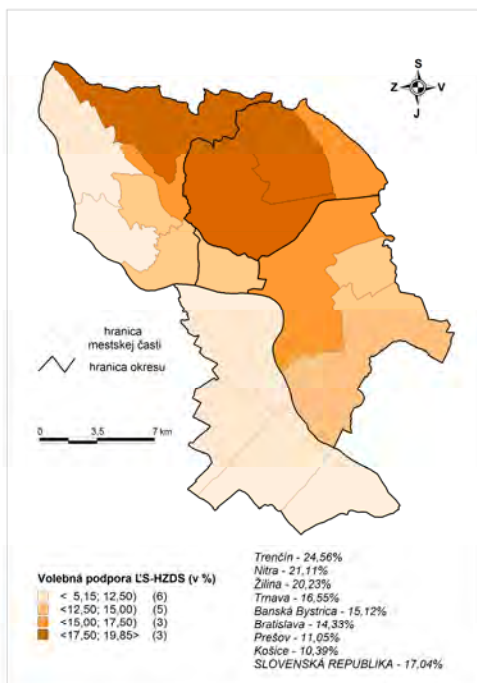 S
Z V
J
hranica
mestskej časti
hranica okresu
0 3.5 7 km
Volebná podpora ĽS-HZDS (v %)
< 5,15; 12,50) (6)
<12,50; 15,00) (5)
<15,00; 17,50) (3)
<17,50; 19,85> (3)
Trenčín - 24,56%
Nitra - 21,11%
Žilina - 20,23%
Trnava - 16,55%
Banská Bystrica - 15,12%
Bratislava - 14,33%
Prešov - 11,05%
Košice - 10,39%
SLOVENSKÁ REPUBLIKA - 17,04%